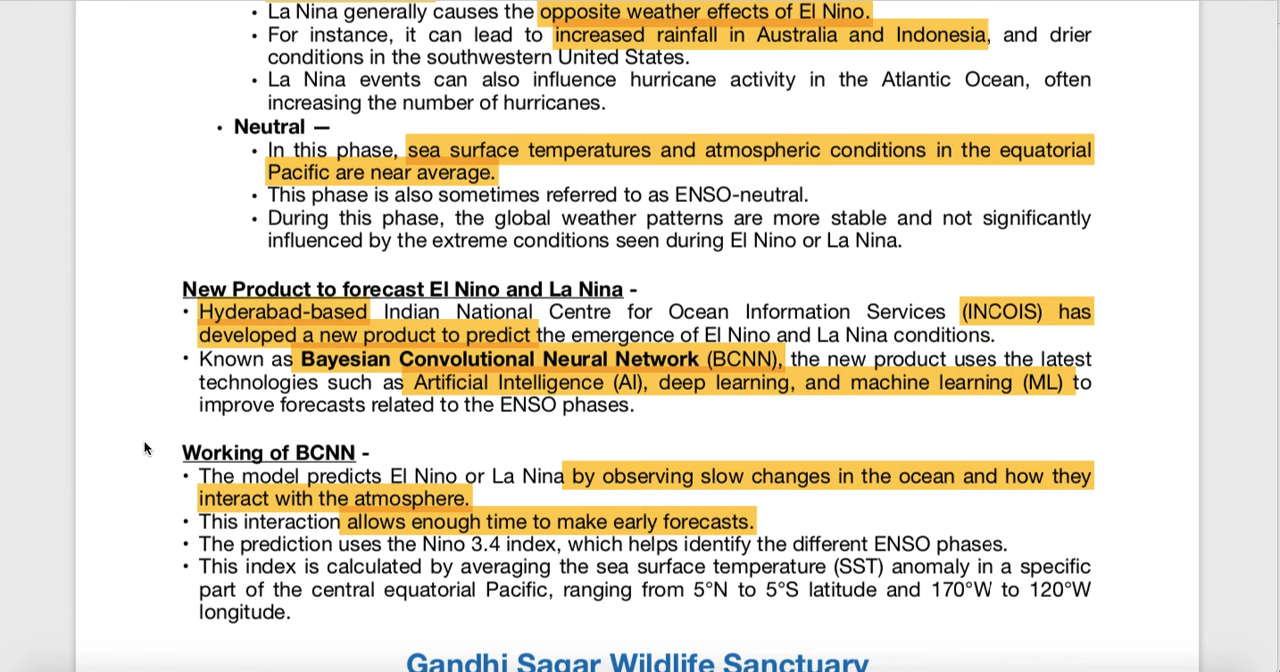 • La Nina generally causes the opposite weather effects of El Nino.
• For instance, it can lead to increased rainfall in Australia and Indonesia, and drier
conditions in the southwestern United States.
• La Nina events can also influence hurricane activity in the Atlantic Ocean, often
increasing the number of hurricanes.
• Neutral —
• In this phase, sea surface temperatures and atmospheric conditions in the equatorial
Pacific are near average.
• This phase is also sometimes referred to as ENSO-neutral.
• During this phase, the global weather patterns are more stable and not significantly
influenced by the extreme conditions seen during El Nino or La Nina.
New Product to forecast El Nino and La Nina -
• Hyderabad-based Indian National Centre for Ocean Information Services (INCOIS) has
developed a new product to predict the emergence of El Nino and La Nina conditions.
• Known as Bayesian Convolutional Neural Network (BCNN), the new product uses the latest
technologies such as Artificial Intelligence (AI), deep learning, and machine learning (ML) to
improve forecasts related to the ENSO phases.
Working of BCNN -
• The model predicts El Nino or La Nina by observing slow changes in the ocean and how they
interact with the atmosphere.
• This interaction allows enough time to make early forecasts.
• The prediction uses the Nino 3.4 index, which helps identify the different ENSO phases.
• This index is calculated by averaging the sea surface temperature (SST) anomaly in a specific
part of the central equatorial Pacific, ranging from 5°N to 5°S latitude and 170°W to 120°W
longitude.
Gandhi Sagar Wildlife Sanctuary